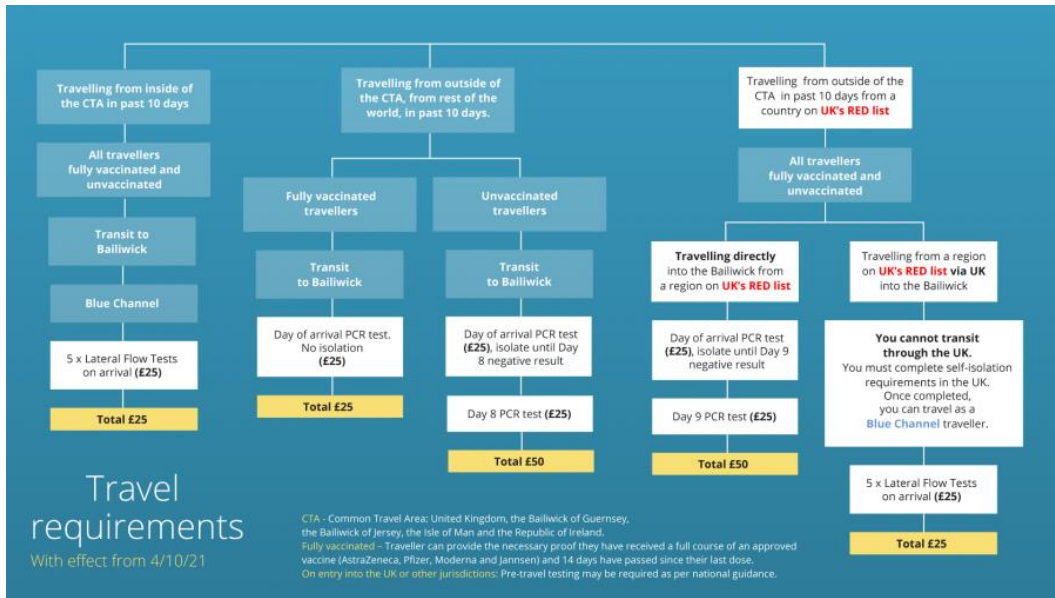 Travelling from inside of
the CTA in past 10 days
All travellers
fully vaccinated and
unvaccinated
Transit to
Bailiwick
Blue Channel
5 x Lateral Flow Tests
on arrival (£25)
Total £25
Travelling from outside of
the CTA, from rest of the
world, in past 10 days.
Fully vaccinated
travellers
Transit
to Bailiwick
Day of arrival PCR test.
No isolation
(£25)
Total £25
Unvaccinated
travellers
Transit
to Bailiwick
Day of arrival PCR test
(£25), isolate until Day
8 negative result
Day 8 PCR test (£25)
Total £50
Travelling from outside of the
CTA in past 10 days from a
country on UK's RED list
All travellers
fully vaccinated and
unvaccinated
Travelling directly
into the Bailiwick from
a region on UK's RED list
Day of arrival PCR test
(£25), isolate until Day 9
negative result
Day 9 PCR test (£25)
Total £50
Travelling from a region
on UK's RED list via UK
into the Bailiwick
You cannot transit
through the UK.
You must complete self-isolation
requirements in the UK.
Once completed,
you can travel as a
Blue Channel traveller.
5 x Lateral Flow Tests
on arrival (£25)
Total £25
Travel
requirements
With effect from 4/10/21
CTA - Common Travel Area: United Kingdom, the Bailiwick of Guernsey,
the Bailiwick of Jersey, the Isle of Man and the Republic of Ireland.
Fully vaccinated – Traveller can provide the necessary proof they have received a full course of an approved
vaccine (AstraZeneca, Pfizer, Moderna and Jannsen) and 14 days have passed since their last dose.
On entry into the UK or other jurisdictions: Pre-travel testing may be required as per national guidance.